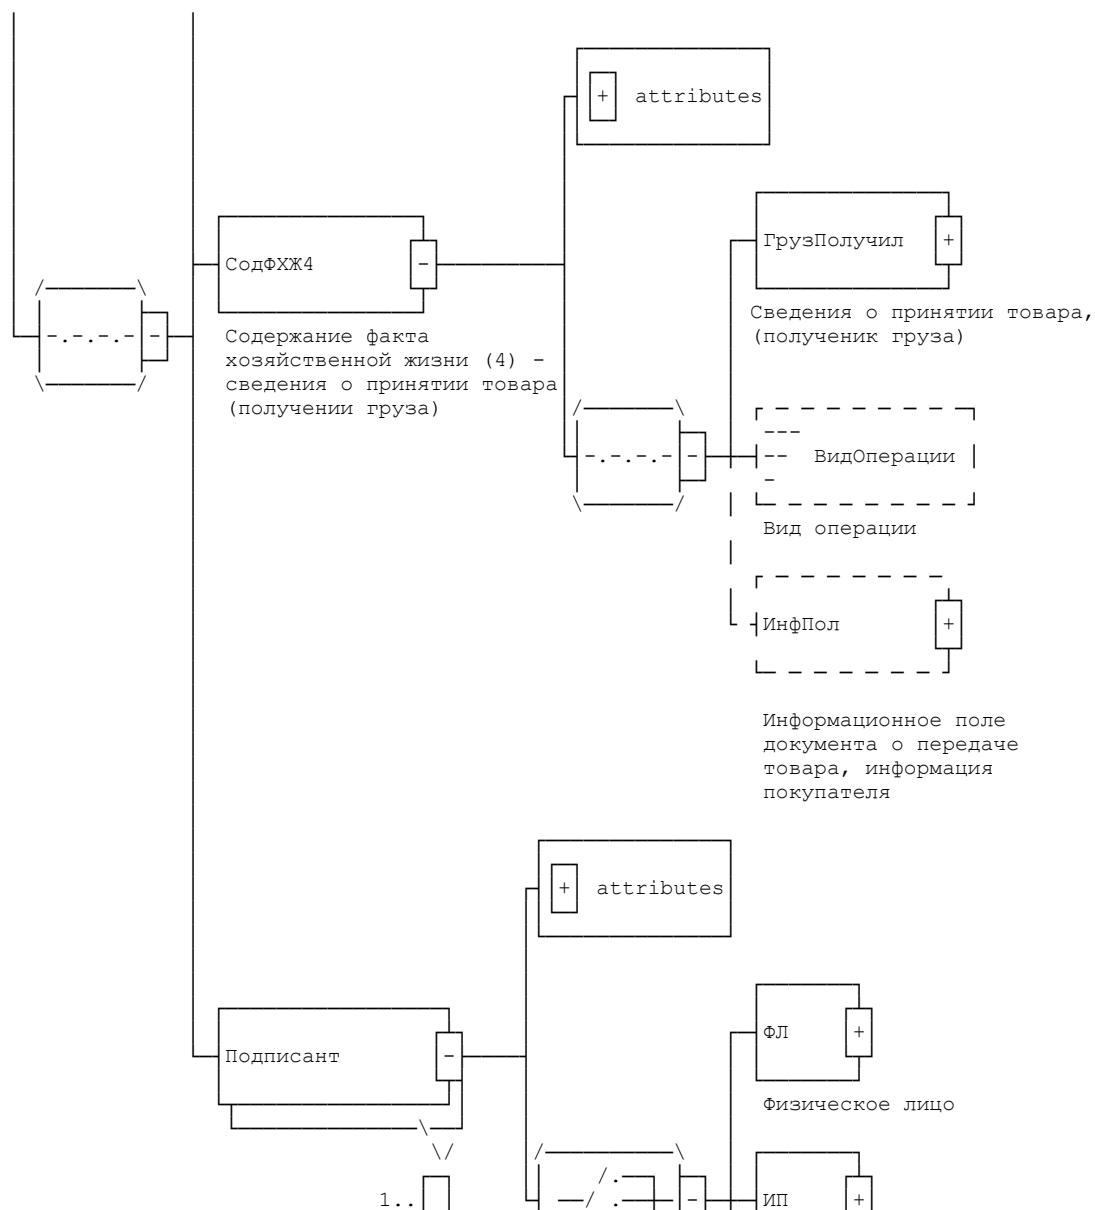 + attributes
ГрузПолучил +
СодФХЖ4 -
Сведения о принятии товара,
(полученик груза)
-.-.-.- -
Содержание факта
хозяйственной жизни (4) -
сведения о принятии товара
(получении груза)
---
-.-.-.- - -- ВидОперации
-
Вид операции
ИнфПол +
Информационное поле
документа о передаче
товара, информация
покупателя
+ attributes
ФЛ +
Подписант -
Физическое лицо
1.. - ИП +